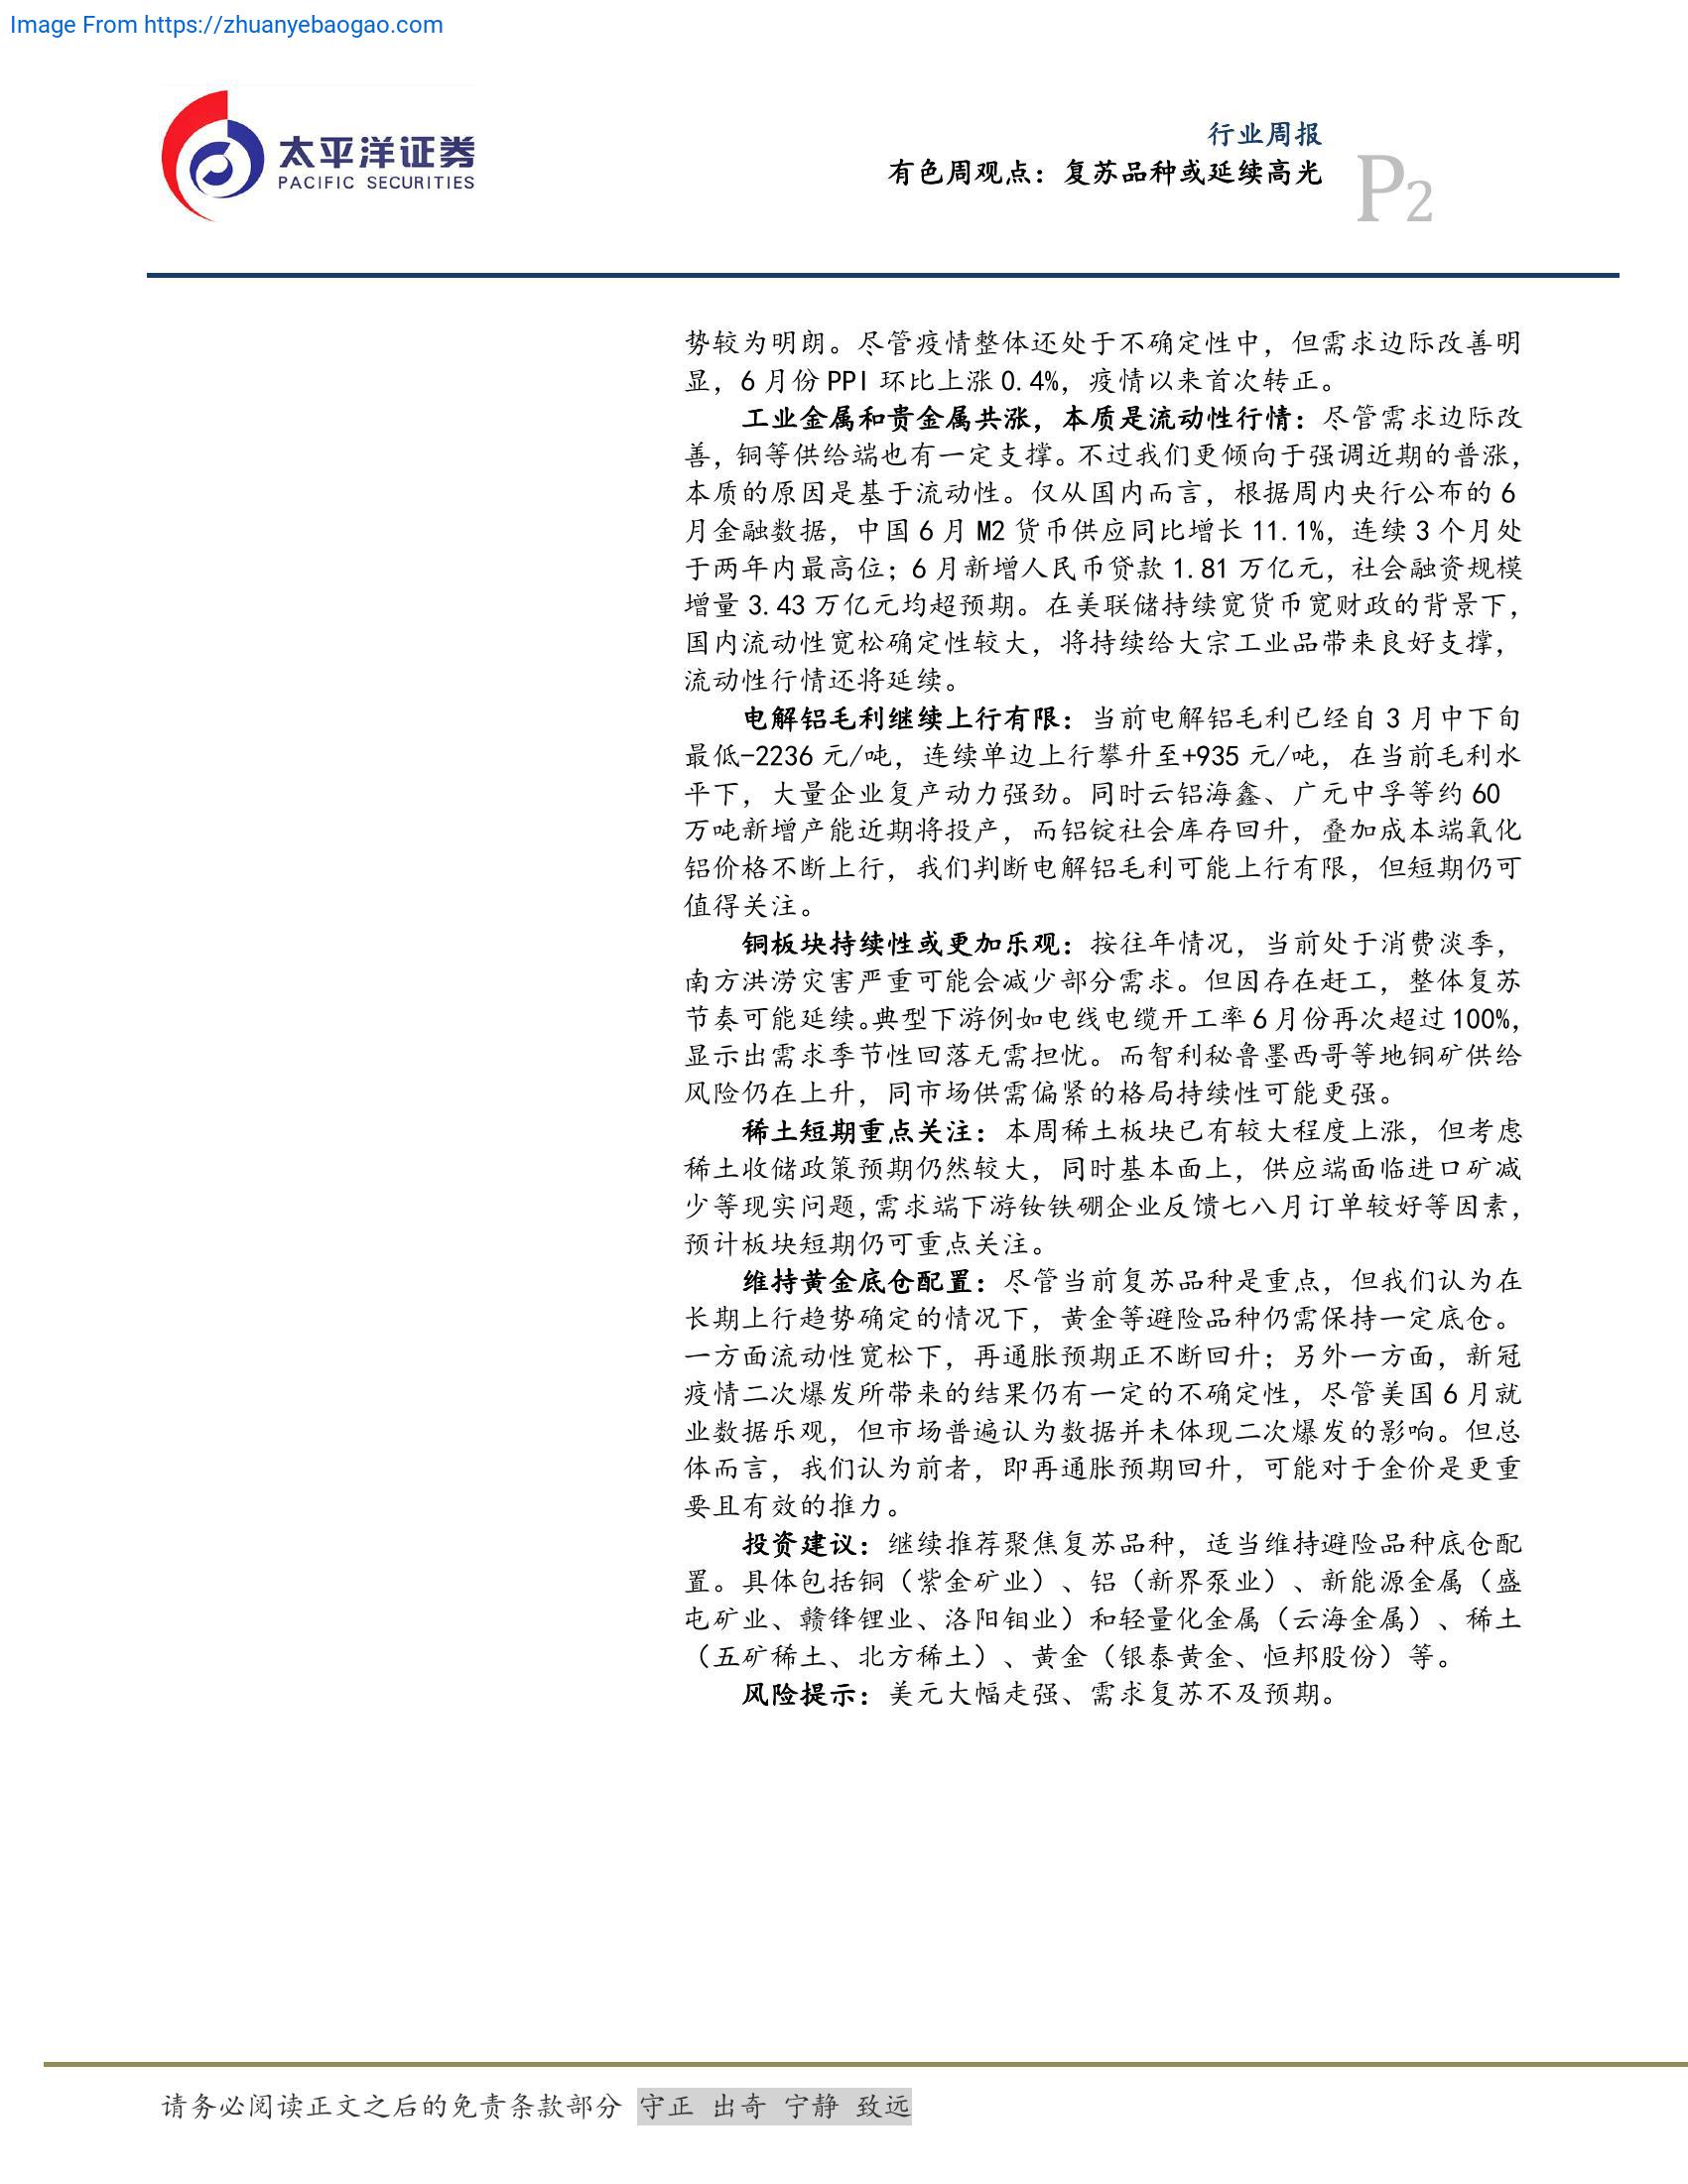 Image From https://zhuanyebaogao.com
太平洋证券
PACIFIC SECURITIES
行业周报
有色周观点：复苏品种或延续高光
P2
势较为明朗。尽管疫情整体还处于不确定性中，但需求边际改善明
显，6 月份 PPI 环比上涨 0.4%，疫情以来首次转正。
工业金属和贵金属共涨，本质是流动性行情：尽管需求边际改
善，铜等供给端也有一定支撑。不过我们更倾向于强调近期的普涨，
本质的原因是基于流动性。仅从国内而言，根据周内央行公布的 6
月金融数据，中国 6 月 M2 货币供应同比增长 11.1%，连续 3 个月处
于两年内最高位；6 月新增人民币贷款 1.81 万亿元，社会融资规模
增量 3.43 万亿元均超预期。在美联储持续宽货币宽财政的背景下，
国内流动性宽松确定性较大，将持续给大宗工业品带来良好支撑，
流动性行情还将延续。
电解铝毛利继续上行有限：当前电解铝毛利已经自 3 月中下旬
最低-2236 元/吨，连续单边上行攀升至+935 元/吨，在当前毛利水
平下，大量企业复产动力强劲。同时云铝海鑫、广元中孚等约 60
万吨新增产能近期将投产，而铝锭社会库存回升，叠加成本端氧化
铝价格不断上行，我们判断电解铝毛利可能上行有限，但短期仍可
值得关注。
铜板块持续性或更加乐观：按往年情况，当前处于消费淡季，
南方洪涝灾害严重可能会减少部分需求。但因存在赶工，整体复苏
节奏可能延续。典型下游例如电线电缆开工率 6 月份再次超过 100%，
显示出需求季节性回落无需担忧。而智利秘鲁墨西哥等地铜矿供给
风险仍在上升，同市场供需偏紧的格局持续性可能更强。
稀土短期重点关注：本周稀土板块已有较大程度上涨，但考虑
稀土收储政策预期仍然较大，同时基本面上，供应端面临进口矿减
少等现实问题，需求端下游钕铁硼企业反馈七八月订单较好等因素，
预计板块短期仍可重点关注。
维持黄金底仓配置：尽管当前复苏品种是重点，但我们认为在
长期上行趋势确定的情况下，黄金等避险品种仍需保持一定底仓。
一方面流动性宽松下，再通胀预期正不断回升；另外一方面，新冠
疫情二次爆发所带来的结果仍有一定的不确定性，尽管美国 6 月就
业数据乐观，但市场普遍认为数据并未体现二次爆发的影响。但总
体而言，我们认为前者，即再通胀预期回升，可能对于金价是更重
要且有效的推力。
投资建议：继续推荐聚焦复苏品种，适当维持避险品种底仓配
置。具体包括铜（紫金矿业）、铝（新界泵业）、新能源金属（盛
屯矿业、赣锋锂业、洛阳钼业）和轻量化金属（云海金属）、稀土
（五矿稀土、北方稀土）、黄金（银泰黄金、恒邦股份）等。
风险提示：美元大幅走强、需求复苏不及预期。
请务必阅读正文之后的免责条款部分 守正 出奇 宁静 致远